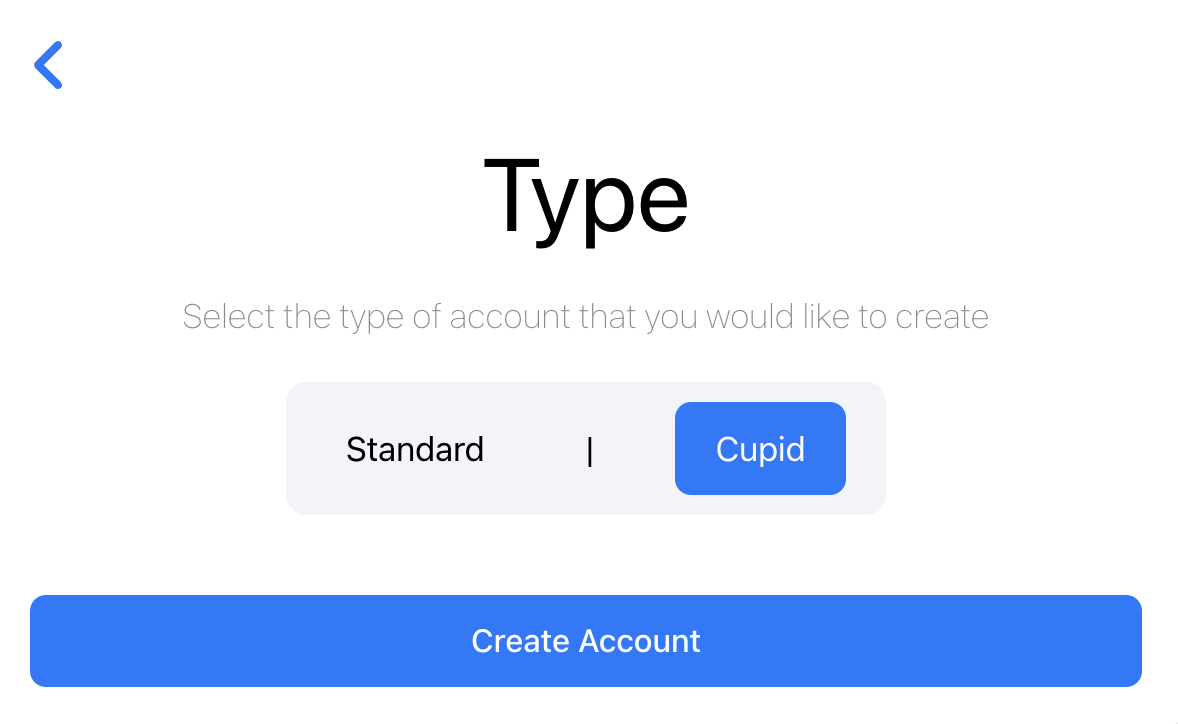 Type
Select the type of account that you would like to create
Standard | Cupid
Create Account